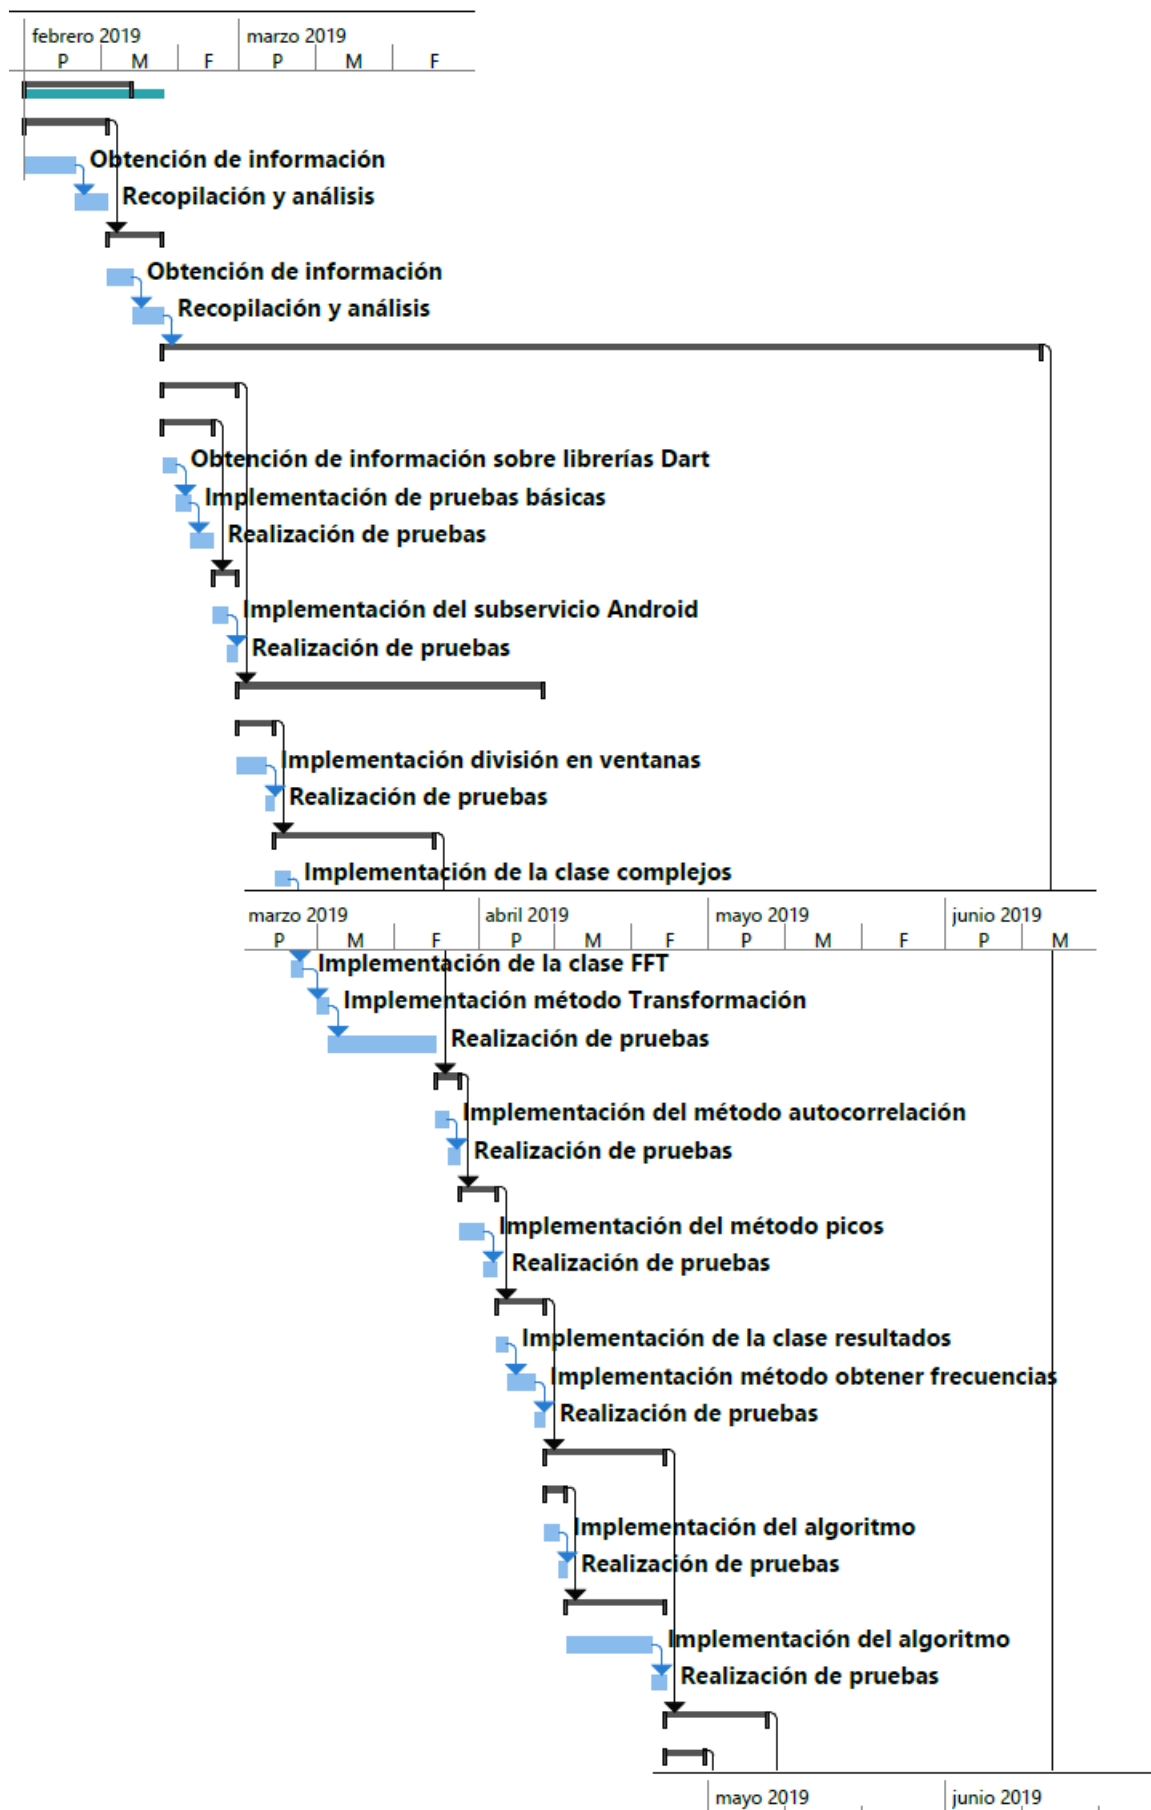 febrero 2019 marzo 2019
P M F P M F
Obtención de información
Recopilación y análisis
Obtención de información
Recopilación y análisis
Obtención de información sobre librerías Dart
Implementación de pruebas básicas
Realización de pruebas
Implementación del subservicio Android
Realización de pruebas
Implementación división en ventanas
Realización de pruebas
Implementación de la clase complejos
marzo 2019 abril 2019 mayo 2019 junio 2019
P M F P M F P M F P M
Implementación de la clase FFT
Implementación método Transformación
Realización de pruebas
Implementación del método autocorrelación
Realización de pruebas
Implementación del método picos
Realización de pruebas
Implementación de la clase resultados
Implementación método obtener frecuencias
Realización de pruebas
Implementación del algoritmo
Realización de pruebas
Implementación del algoritmo
Realización de pruebas
mayo 2019 junio 2019